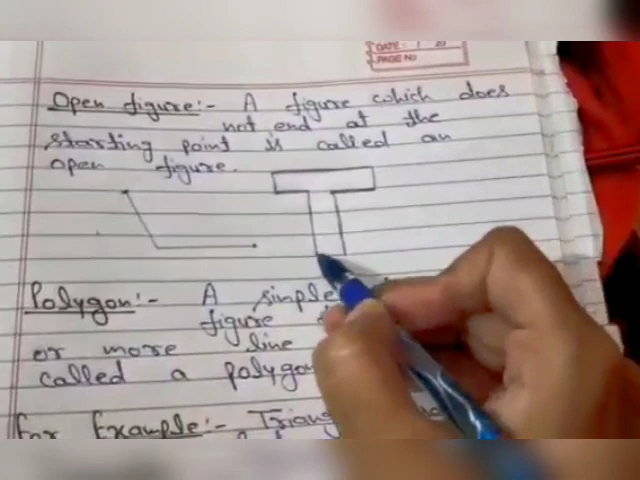 DATE:
PAGE NO
Open figure:- A figure which does
not end at the
starting point is called an
open figure.
Polygon:- A simple
figure
or more line
called a polygon
For Example:- Triang